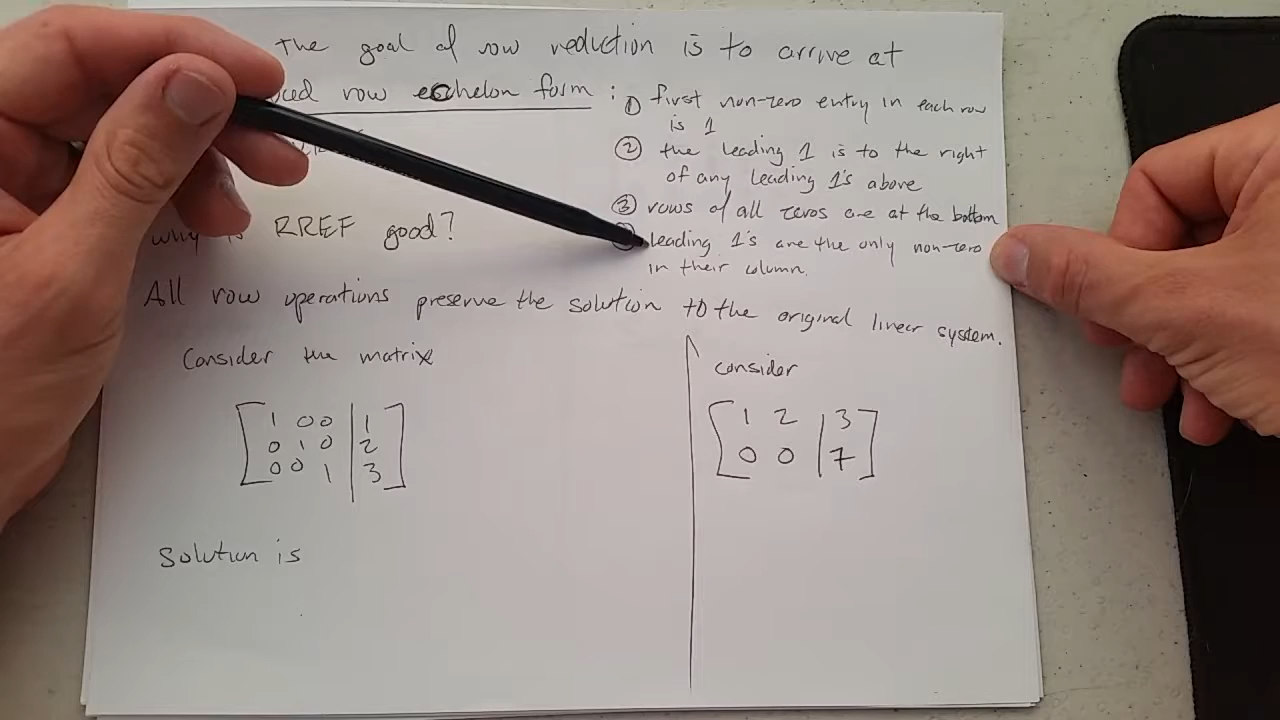 The goal of row reduction is to arrive at
row echelon form :
① first non-zero entry in each row
is 1
② the leading 1 is to the right
of any leading 1's above
③ rows of all zeros are at the bottom
leading 1's are the only non-zero
in their column.
why is RREF good?
All row operations preserve the solution to the original linear system.
Consider the matrix
[ 1 0 0 | 1 ]
[ 0 1 0 | 2 ]
[ 0 0 1 | 3 ]
Solution is
consider
[ 1 2 | 3 ]
[ 0 0 | 7 ]